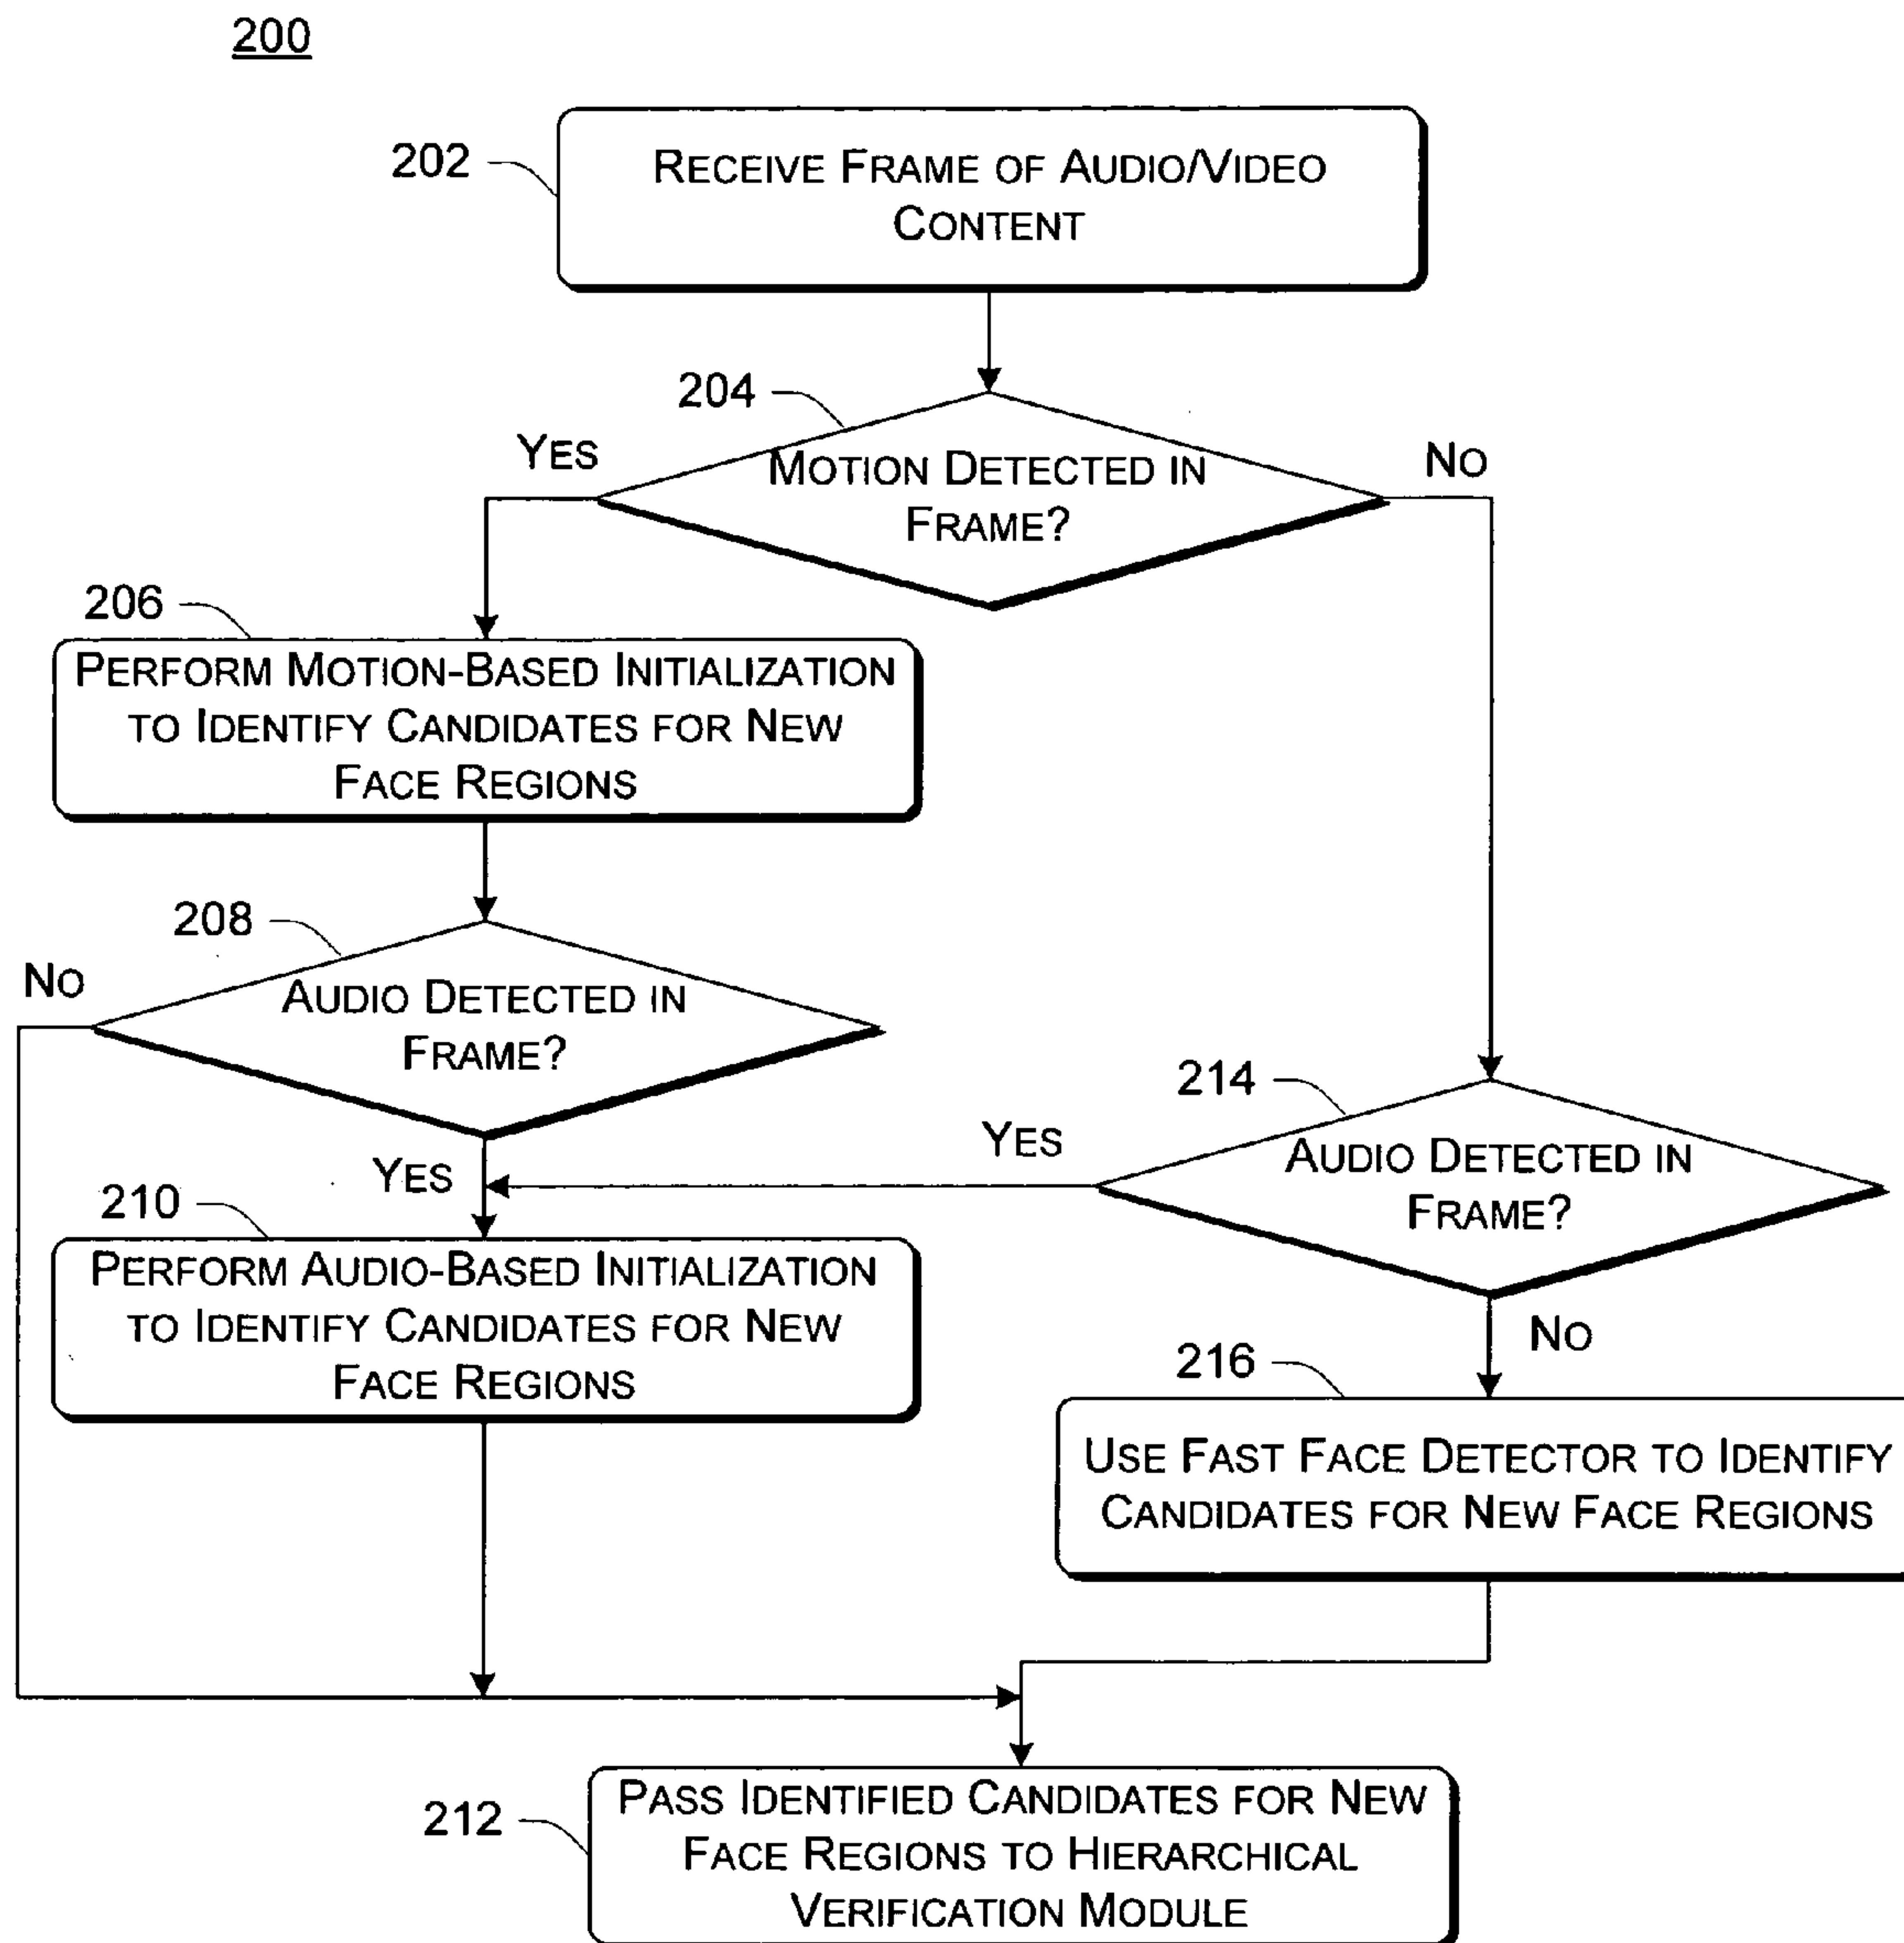 200
202
RECEIVE FRAME OF AUDIO/VIDEO
CONTENT
204
YES
NO
MOTION DETECTED IN
FRAME?
206
PERFORM MOTION-BASED INITIALIZATION
TO IDENTIFY CANDIDATES FOR NEW
FACE REGIONS
208
NO
AUDIO DETECTED IN
FRAME?
YES
214
YES
AUDIO DETECTED IN
FRAME?
NO
210
PERFORM AUDIO-BASED INITIALIZATION
TO IDENTIFY CANDIDATES FOR NEW
FACE REGIONS
216
USE FAST FACE DETECTOR TO IDENTIFY
CANDIDATES FOR NEW FACE REGIONS
212
PASS IDENTIFIED CANDIDATES FOR NEW
FACE REGIONS TO HIERARCHICAL
VERIFICATION MODULE